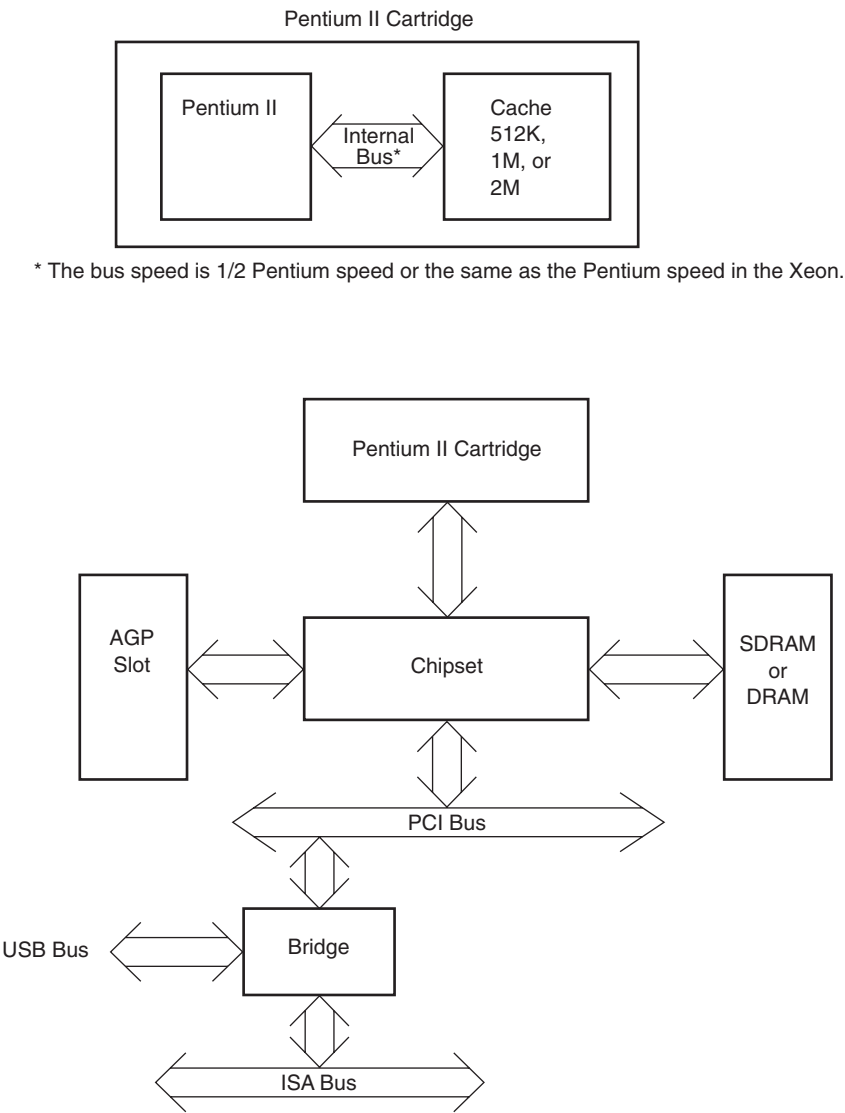 Pentium II Cartridge
Pentium II
Internal
Bus*
Cache
512K,
1M, or
2M
* The bus speed is 1/2 Pentium speed or the same as the Pentium speed in the Xeon.
Pentium II Cartridge
AGP
Slot
Chipset
SDRAM
or
DRAM
PCI Bus
USB Bus
Bridge
ISA Bus